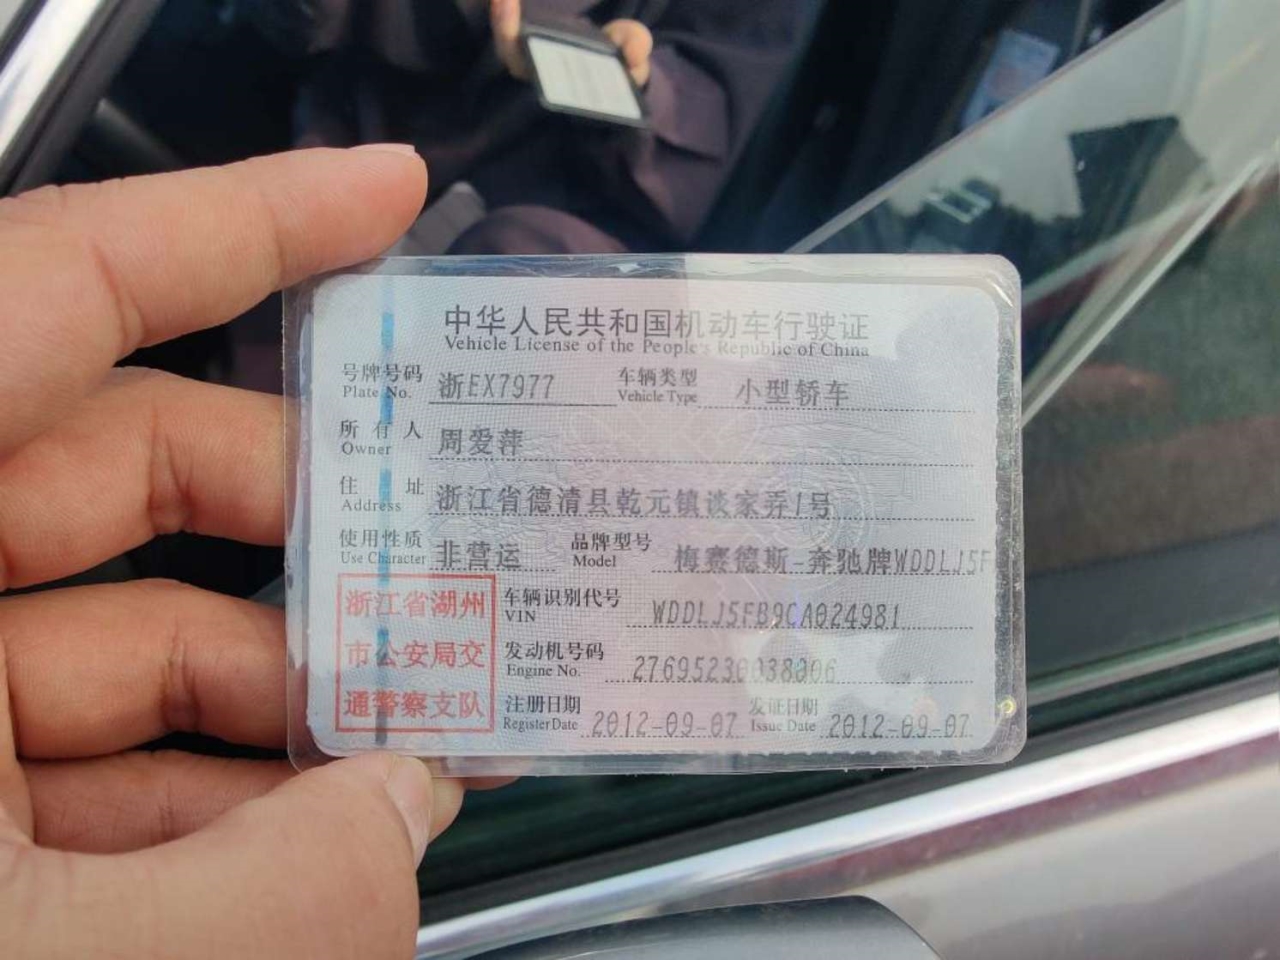 中华人民共和国机动车行驶证
Vehicle License of the People's Republic of China
号牌号码 浙EX7977 车辆类型 小型轿车
Plate No. Vehicle Type
所有人 周爱萍
Owner
住址 浙江省德清县乾元镇谈家弄1号
Address
使用性质 非营运 品牌型号 梅赛德斯-奔驰牌WDDLJ5F
Use Character Model
浙江省湖州
市公安局交
通警察支队
车辆识别代号 WDDLJ5FB9CA024981
VIN
发动机号码 27695230038006
Engine No.
注册日期 2012-09-07 发证日期 2012-09-07
Register Date Issue Date